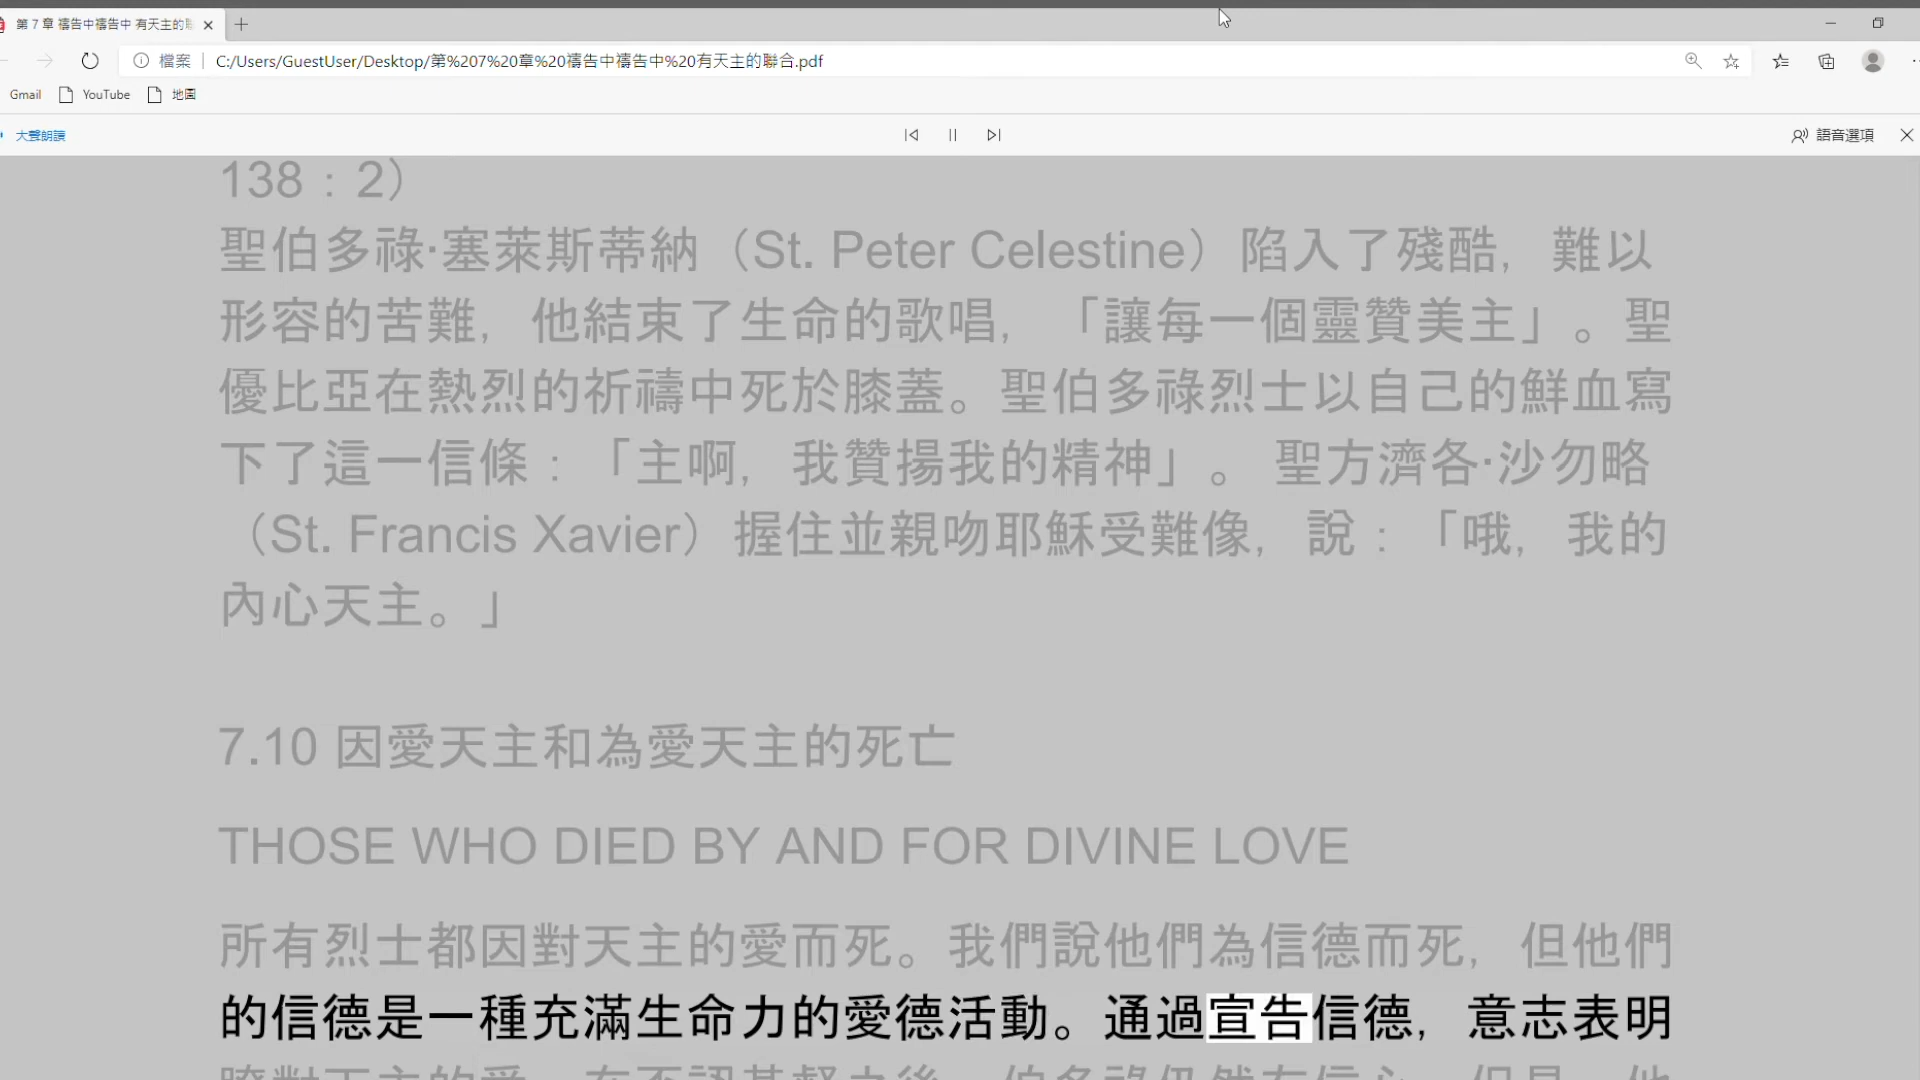 第 7 章 禱告中禱告中 有天主的
檔案
C:/Users/GuestUser/Desktop/第%207%20章%20禱告中禱告中%20有天主的聯合.pdf
Gmail
YouTube
地圖
大聲朗讀
語音選項
138：2）
聖伯多祿·塞萊斯蒂納（St. Peter Celestine）陷入了殘酷，難以
形容的苦難，他結束了生命的歌唱，「讓每一個靈贊美主」。聖
優比亞在熱烈的祈禱中死於膝蓋。聖伯多祿烈士以自己的鮮血寫
下了這一信條：「主啊，我贊揚我的精神」。 聖方濟各·沙勿略
（St. Francis Xavier）握住並親吻耶穌受難像，說：「哦，我的
內心天主。」
7.10 因愛天主和為愛天主的死亡
THOSE WHO DIED BY AND FOR DIVINE LOVE
所有烈士都因對天主的愛而死。我們說他們為信德而死，但他們
的信德是一種充滿生命力的愛德活動。通過宣告信德，意志表明